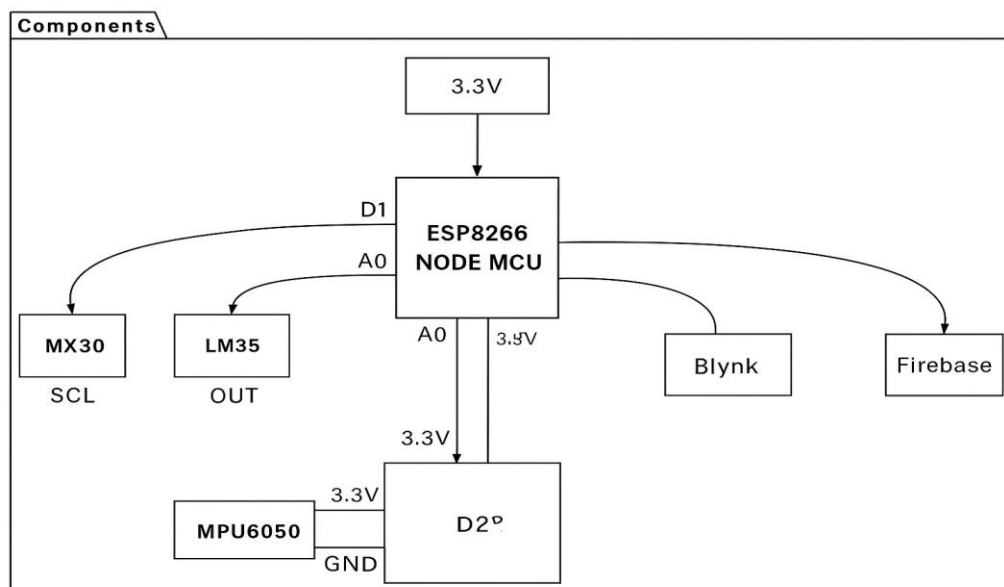 Components
3.3V
ESP8266
NODE MCU
D1
A0
MX30
SCL
LM35
OUT
A0
Blynk
Firebase
3.3V
3.3V
MPU6050
GND